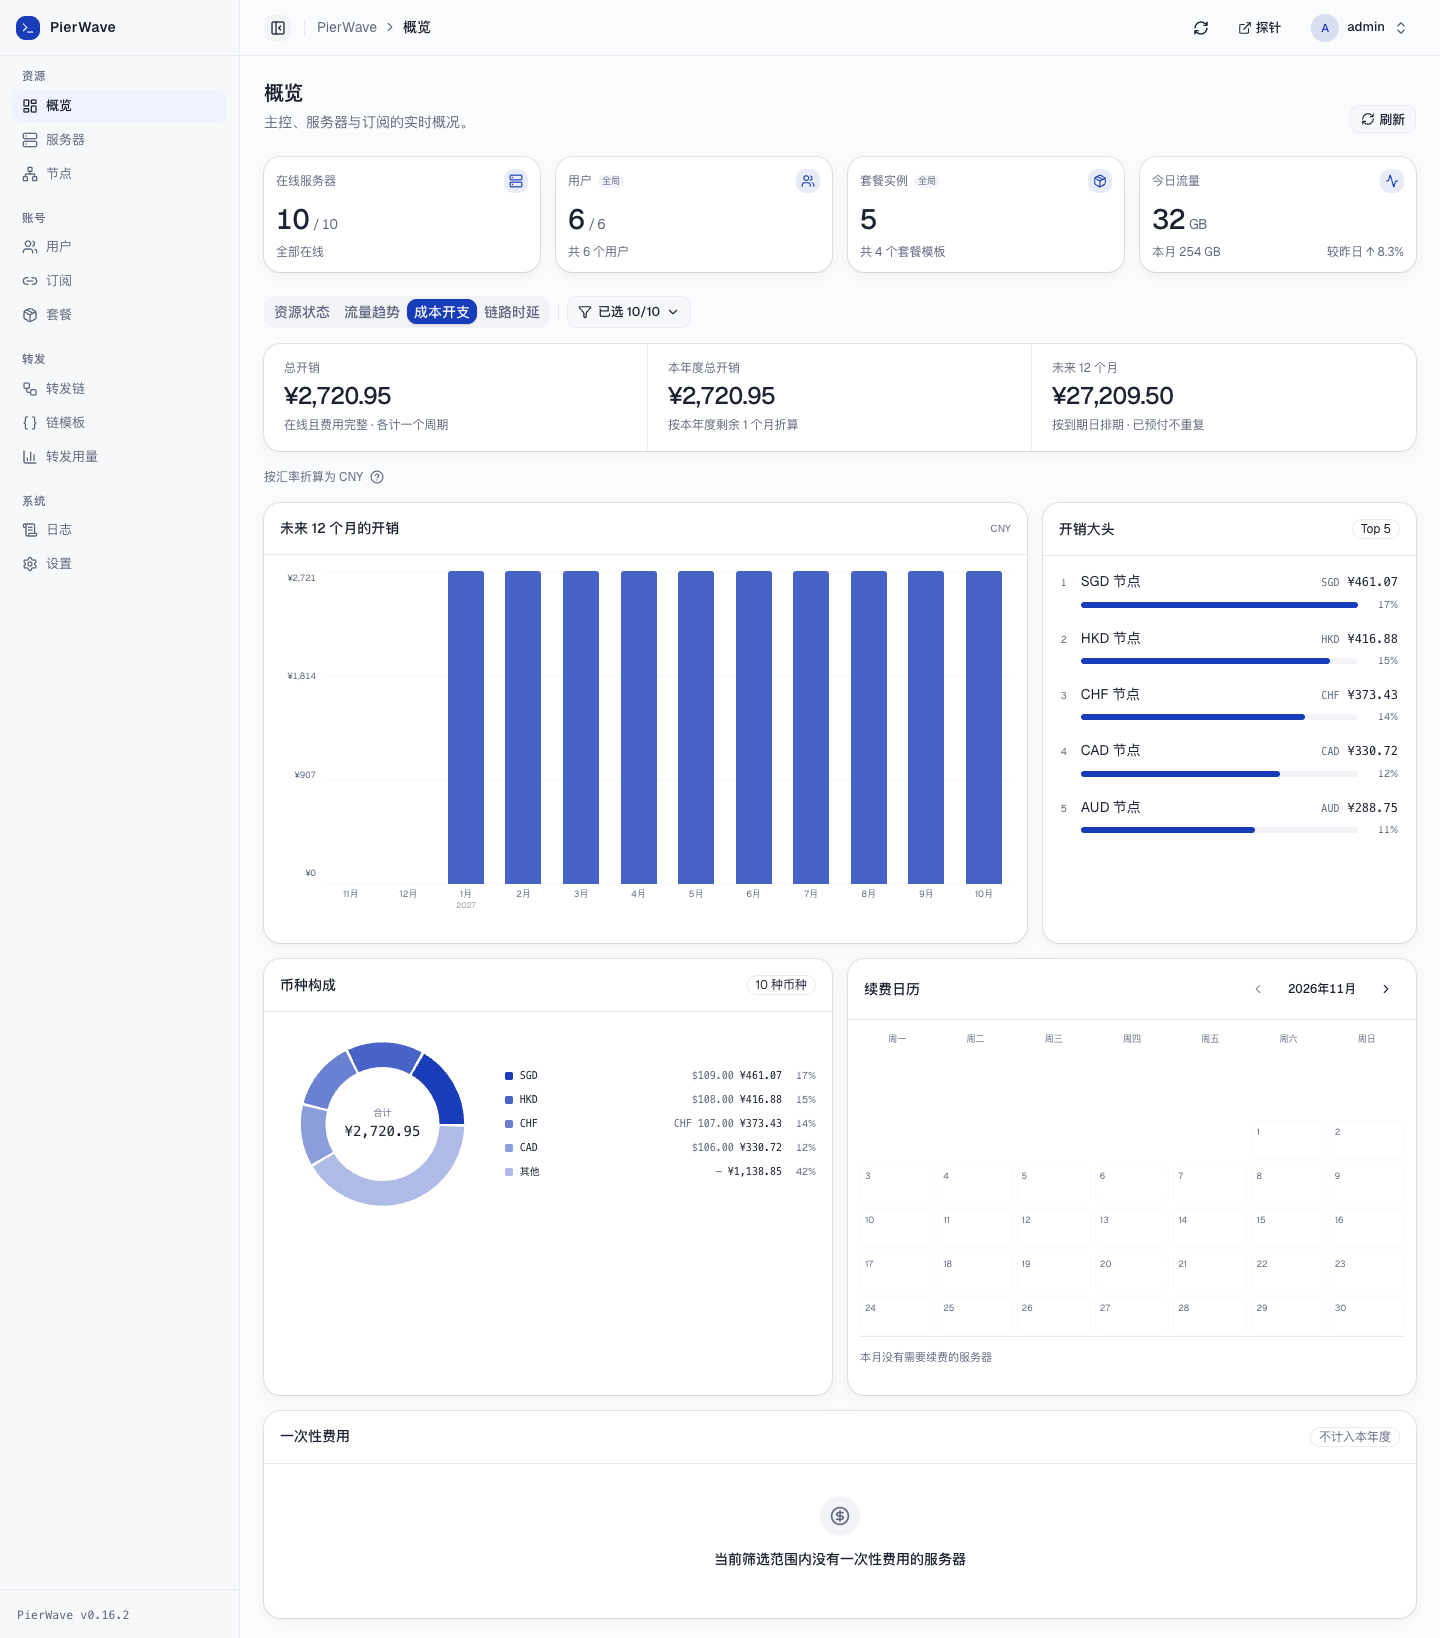 PierWave
资源
概览
服务器
节点
账号
用户
订阅
套餐
转发
转发链
链模板
转发用量
系统
日志
设置
PierWave v0.16.2
PierWave > 概览
探针
A admin
概览
主控、服务器与订阅的实时概况。
刷新
在线服务器
10 / 10
全部在线
用户 全局
6 / 6
共 6 个用户
套餐实例 全局
5
共 4 个套餐模板
今日流量
32 GB
本月 254 GB 较昨日 ↑ 8.3%
资源状态 流量趋势 成本开支 链路时延 已选 10/10
总开销
¥2,720.95
在线且费用完整 · 各计一个周期
本年度总开销
¥2,720.95
按本年度剩余 1 个月折算
未来 12 个月
¥27,209.50
按到期日排期 · 已预付不重复
按汇率折算为 CNY
未来 12 个月的开销 CNY
¥2,721
¥1,814
¥907
¥0
11月 12月 1月 2月 3月 4月 5月 6月 7月 8月 9月 10月
2027
开销大头 Top 5
1 SGD 节点 SGD ¥461.07
17%
2 HKD 节点 HKD ¥416.88
15%
3 CHF 节点 CHF ¥373.43
14%
4 CAD 节点 CAD ¥330.72
12%
5 AUD 节点 AUD ¥288.75
11%
币种构成 10 种币种
合计
¥2,720.95
SGD $109.00 ¥461.07 17%
HKD $108.00 ¥416.88 15%
CHF CHF 107.00 ¥373.43 14%
CAD $106.00 ¥330.72 12%
其他 — ¥1,138.85 42%
续费日历 2026年11月
周一 周二 周三 周四 周五 周六 周日
1 2
3 4 5 6 7 8 9
10 11 12 13 14 15 16
17 18 19 20 21 22 23
24 25 26 27 28 29 30
本月没有需要续费的服务器
一次性费用 不计入本年度
当前筛选范围内没有一次性费用的服务器